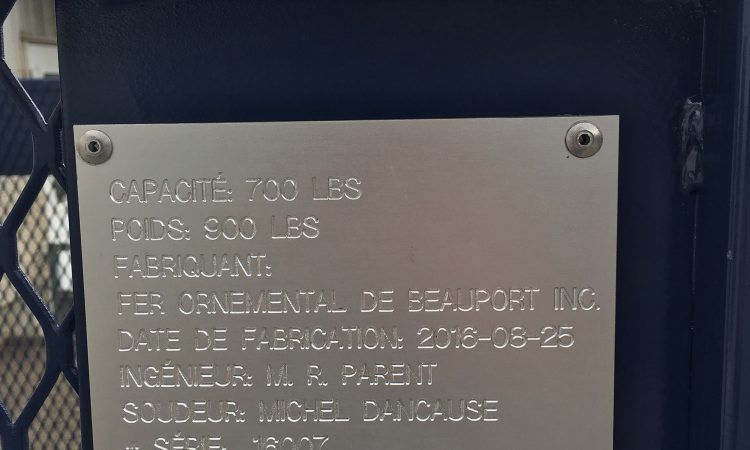 CAPACITÉ: 700 LBS
POIDS: 900 LBS
FABRIQUANT:
FER ORNEMENTAL DE BEAUPORT INC.
DATE DE FABRICATION: 2016-08-25
INGÉNIEUR: M. R. PARENT
SOUDEUR: MICHEL DANCAUSE
# SÉRIE: 16007